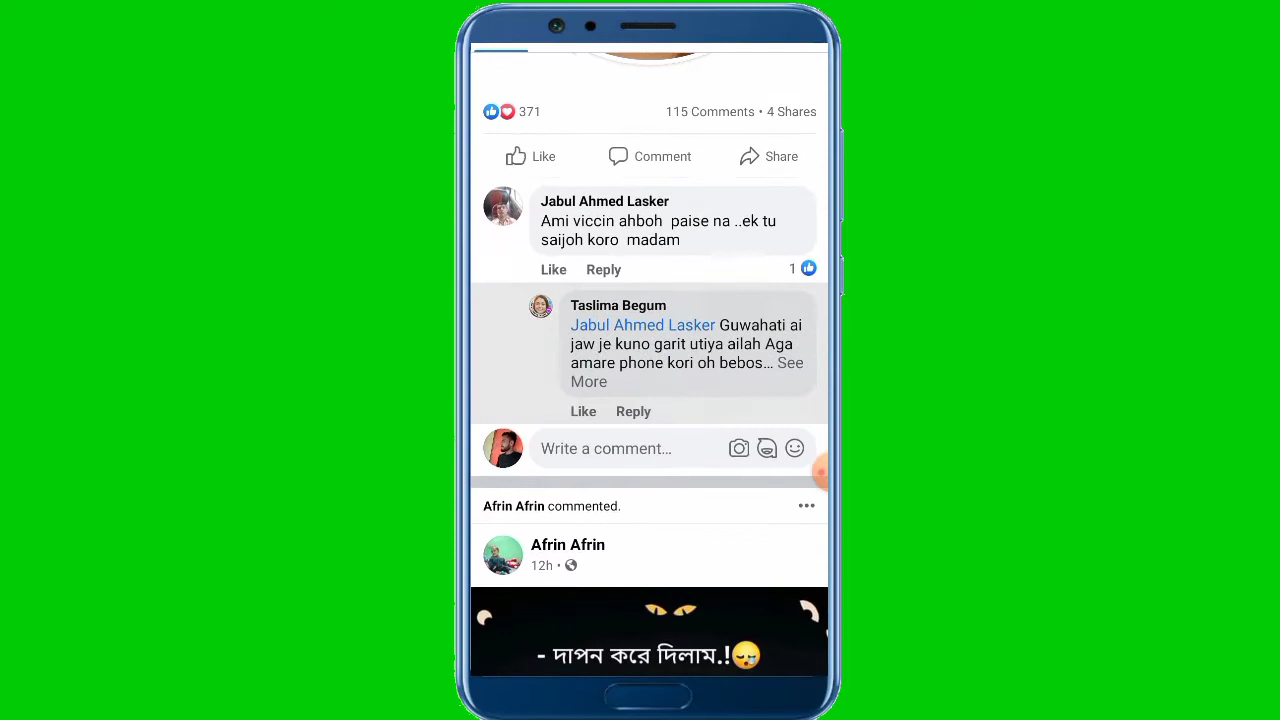 371
115 Comments • 4 Shares
Like
Comment
Share
Jabul Ahmed Lasker
Ami viccin ahboh paise na ..ek tu
saijoh koro madam
Like Reply
1
Taslima Begum
Jabul Ahmed Lasker Guwahati ai
jaw je kuno garit utiya ailah Aga
amare phone kori oh bebos... See
More
Like Reply
Write a comment...
Afrin Afrin commented.
Afrin Afrin
12h •
- দাপন করে দিলাম.!